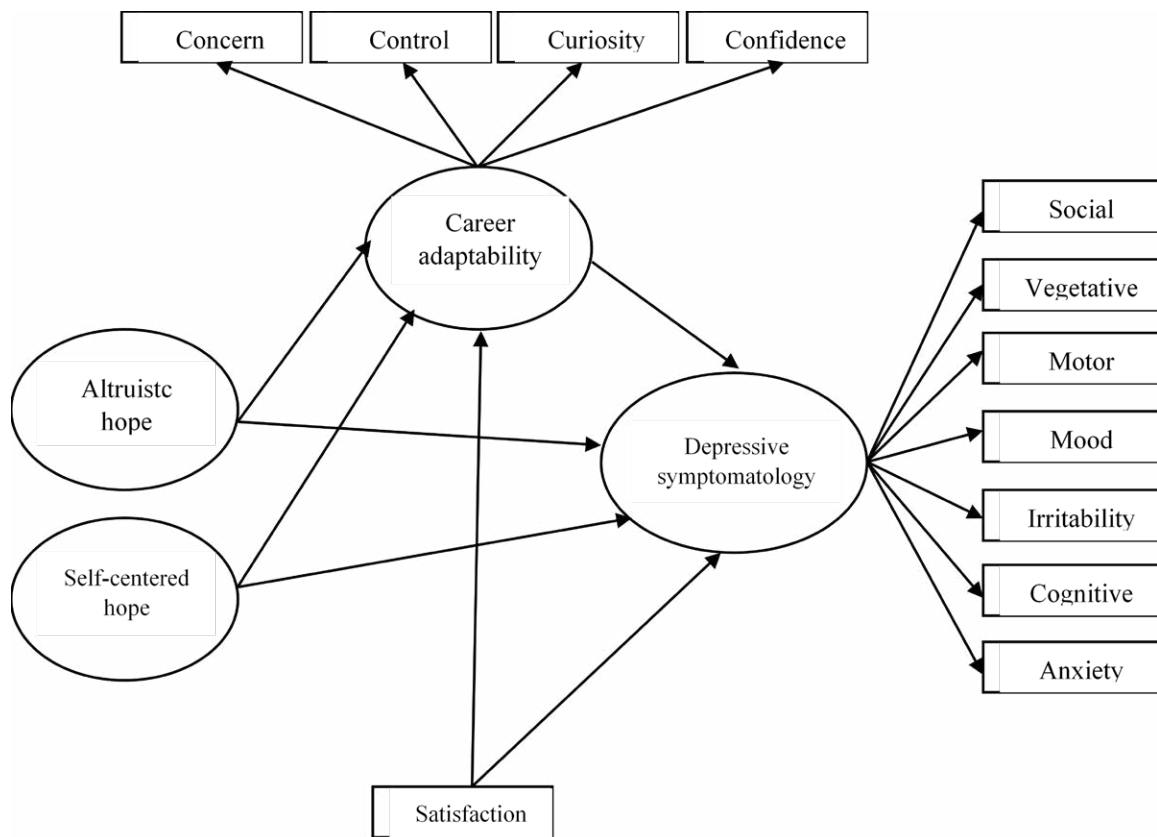 Concern
Control
Curiosity
Confidence
Career
adaptability
Social
Vegetative
Motor
Mood
Irritability
Cognitive
Anxiety
Altruistc
hope
Depressive
symptomatology
Self-centered
hope
Satisfaction